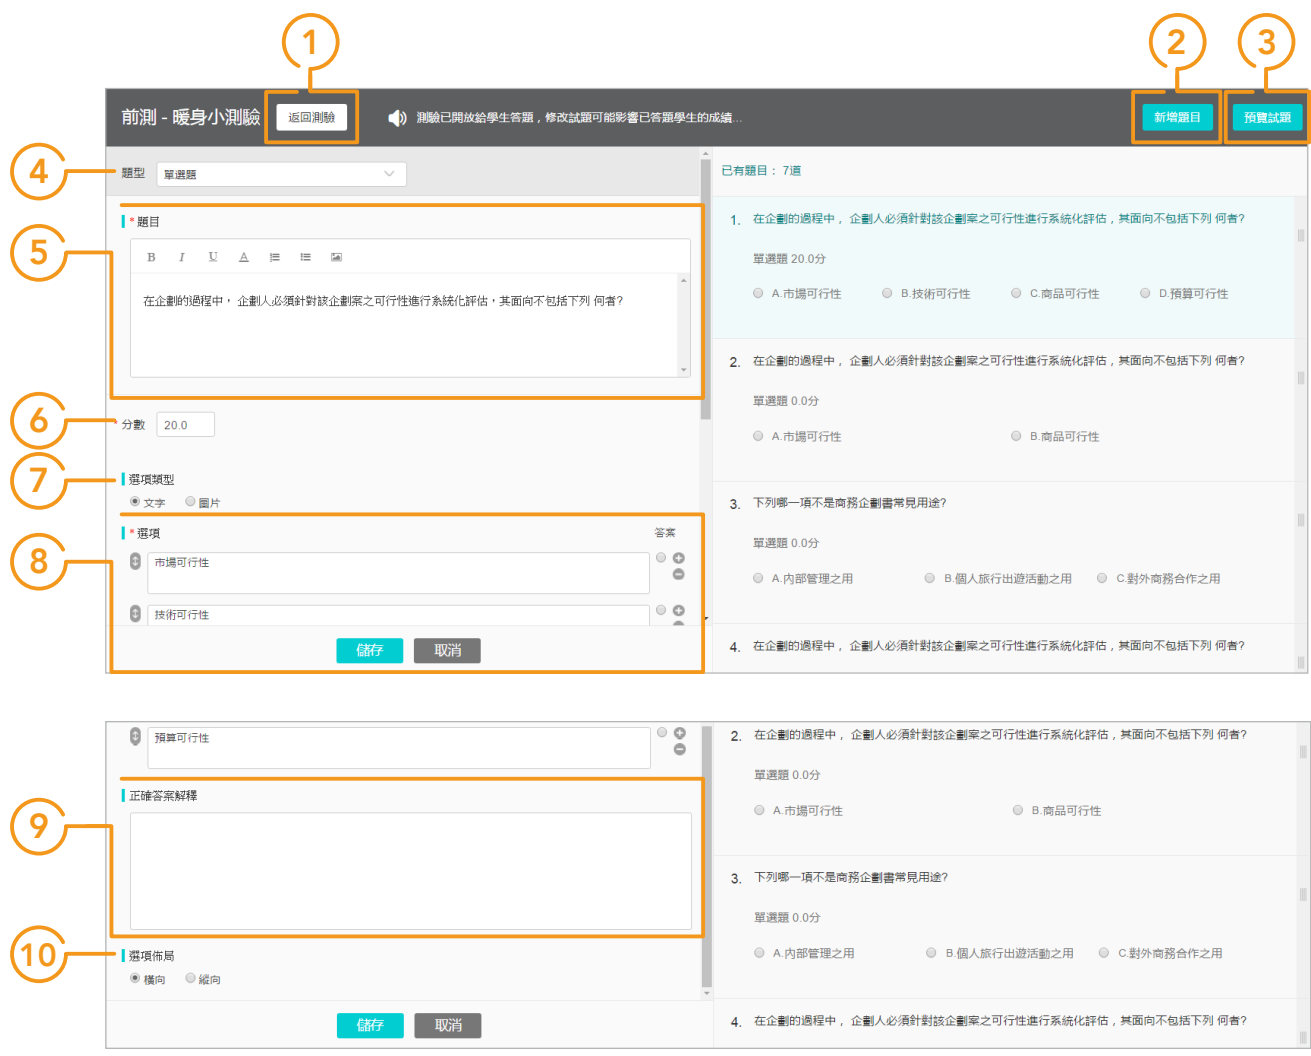 1
2
3
前測 - 暖身小測驗 返回測驗 測驗已開放給學生答題，修改試題可能影響已答題學生的成績... 新增題目 預覽試題
4
題型 單選題
已有題目： 7道
5
* 題目
B I U A
在企劃的過程中， 企劃人必須針對該企劃案之可行性進行系統化評估，其面向不包括下列 何者?
6
* 分數 20.0
7
選項類型
文字 圖片
8
* 選項 答案
市場可行性
技術可行性
儲存 取消
1. 在企劃的過程中， 企劃人必須針對該企劃案之可行性進行系統化評估，其面向不包括下列 何者?
單選題 20.0分
A.市場可行性 B.技術可行性 C.商品可行性 D.預算可行性
2. 在企劃的過程中， 企劃人必須針對該企劃案之可行性進行系統化評估，其面向不包括下列 何者?
單選題 0.0分
A.市場可行性 B.商品可行性
3. 下列哪一項不是商務企劃書常見用途?
單選題 0.0分
A.內部管理之用 B.個人旅行出遊活動之用 C.對外商務合作之用
4. 在企劃的過程中， 企劃人必須針對該企劃案之可行性進行系統化評估，其面向不包括下列 何者?
預算可行性
9
正確答案解釋
10
選項佈局
橫向 縱向
儲存 取消
2. 在企劃的過程中， 企劃人必須針對該企劃案之可行性進行系統化評估，其面向不包括下列 何者?
單選題 0.0分
A.市場可行性 B.商品可行性
3. 下列哪一項不是商務企劃書常見用途?
單選題 0.0分
A.內部管理之用 B.個人旅行出遊活動之用 C.對外商務合作之用
4. 在企劃的過程中， 企劃人必須針對該企劃案之可行性進行系統化評估，其面向不包括下列 何者?